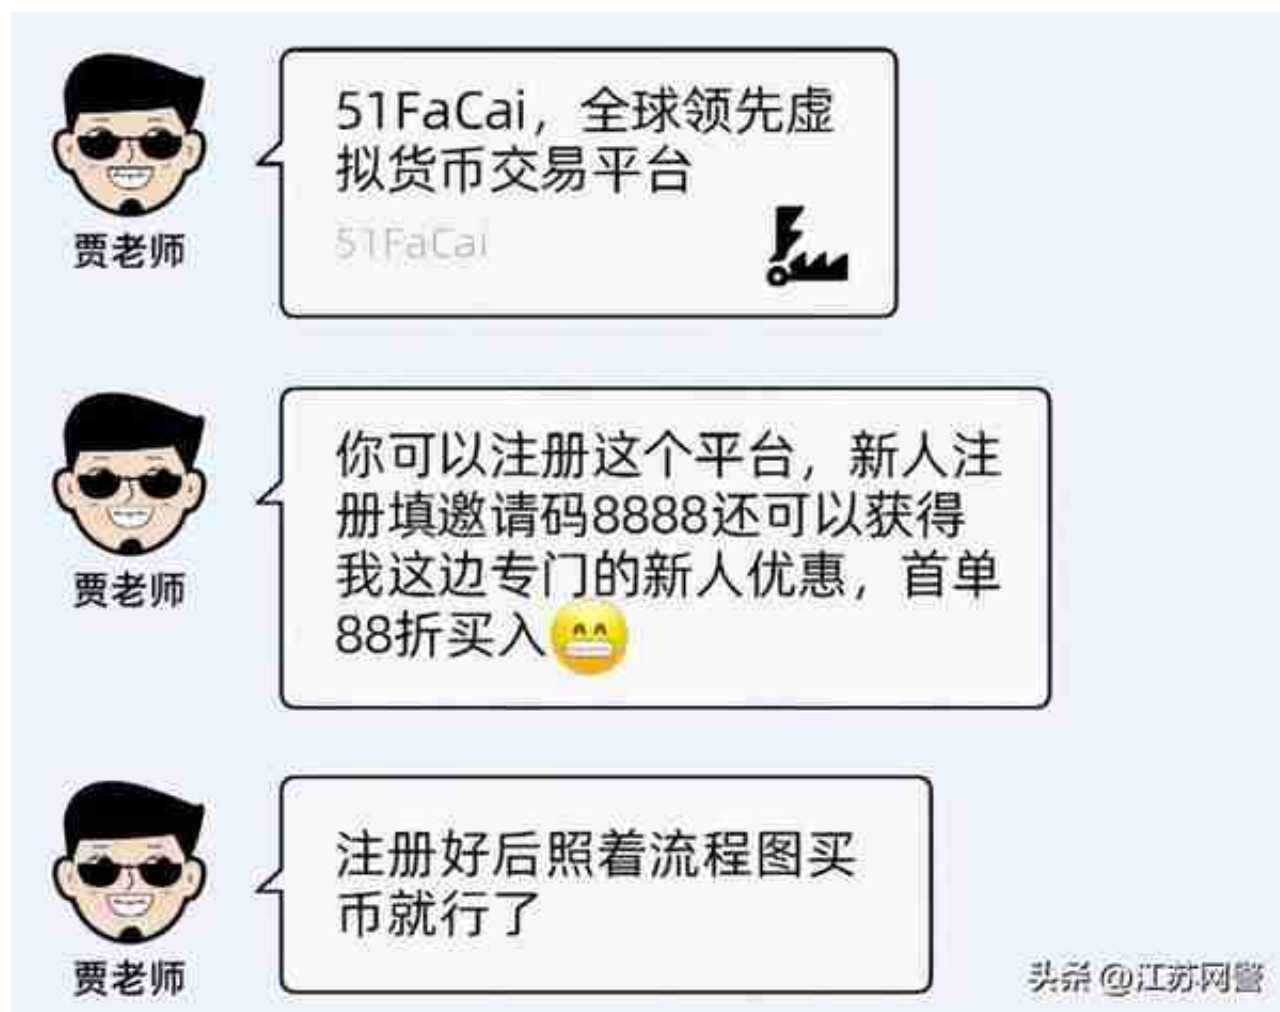 51FaCai，全球领先虚
拟货币交易平台
51FaCai
贾老师
你可以注册这个平台，新人注
册填邀请码8888还可以获得
我这边专门的新人优惠，首单
88折买入
贾老师
注册好后照着流程图买
币就行了
贾老师
头条 @江苏网警